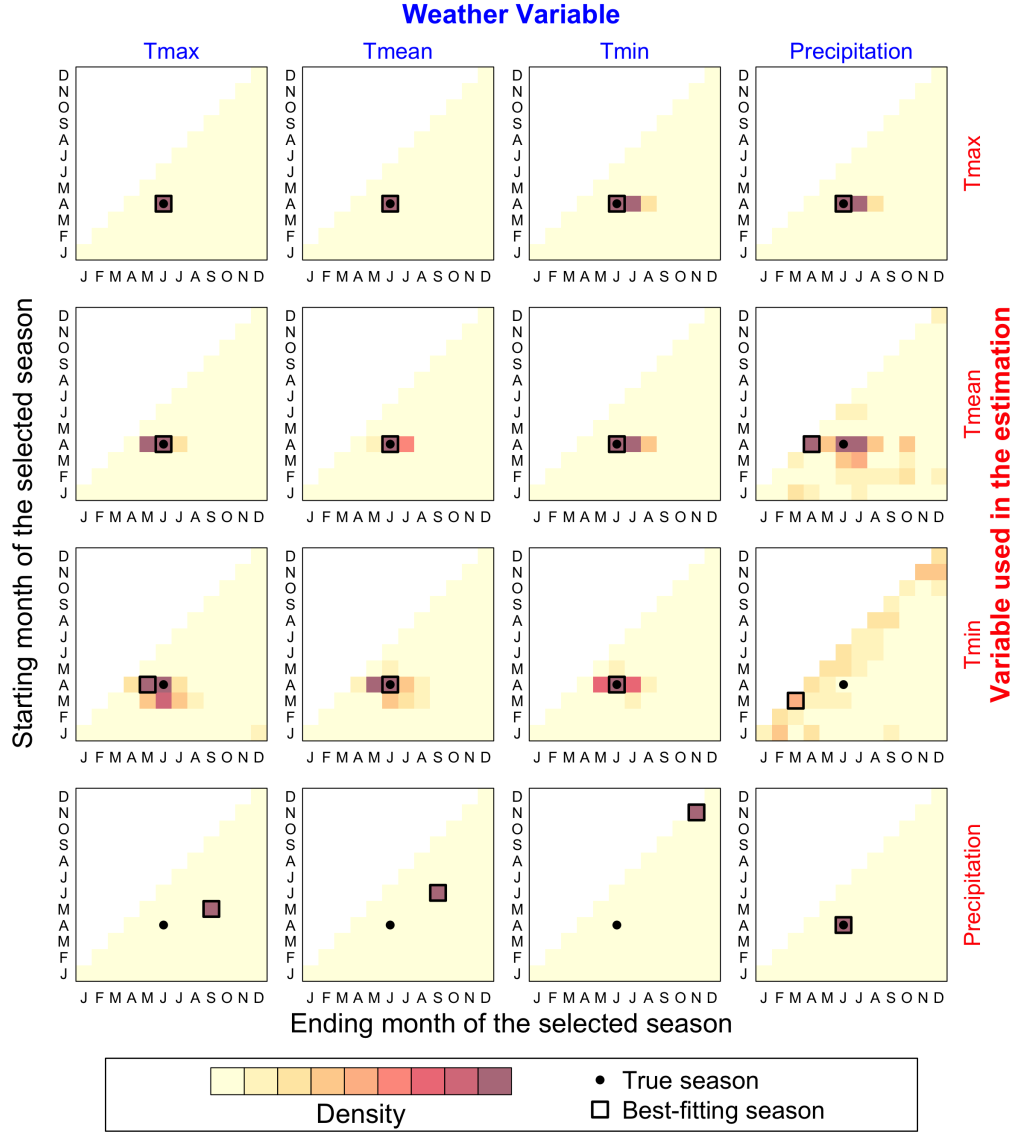 Weather Variable
Tmax Tmean Tmin Precipitation
Starting month of the selected season
Variable used in the estimation
D
N
O
S
A
J
J
M
A
M
F
J
J F M A M J J A S O N D
D
N
O
S
A
J
J
M
A
M
F
J
J F M A M J J A S O N D
D
N
O
S
A
J
J
M
A
M
F
J
J F M A M J J A S O N D
D
N
O
S
A
J
J
M
A
M
F
J
J F M A M J J A S O N D
Tmax
D
N
O
S
A
J
J
M
A
M
F
J
J F M A M J J A S O N D
D
N
O
S
A
J
J
M
A
M
F
J
J F M A M J J A S O N D
D
N
O
S
A
J
J
M
A
M
F
J
J F M A M J J A S O N D
D
N
O
S
A
J
J
M
A
M
F
J
J F M A M J J A S O N D
Tmean
D
N
O
S
A
J
J
M
A
M
F
J
J F M A M J J A S O N D
D
N
O
S
A
J
J
M
A
M
F
J
J F M A M J J A S O N D
D
N
O
S
A
J
J
M
A
M
F
J
J F M A M J J A S O N D
D
N
O
S
A
J
J
M
A
M
F
J
J F M A M J J A S O N D
Tmin
D
N
O
S
A
J
J
M
A
M
F
J
J F M A M J J A S O N D
D
N
O
S
A
J
J
M
A
M
F
J
J F M A M J J A S O N D
D
N
O
S
A
J
J
M
A
M
F
J
J F M A M J J A S O N D
D
N
O
S
A
J
J
M
A
M
F
J
J F M A M J J A S O N D
Precipitation
Ending month of the selected season
Density
True season
Best-fitting season